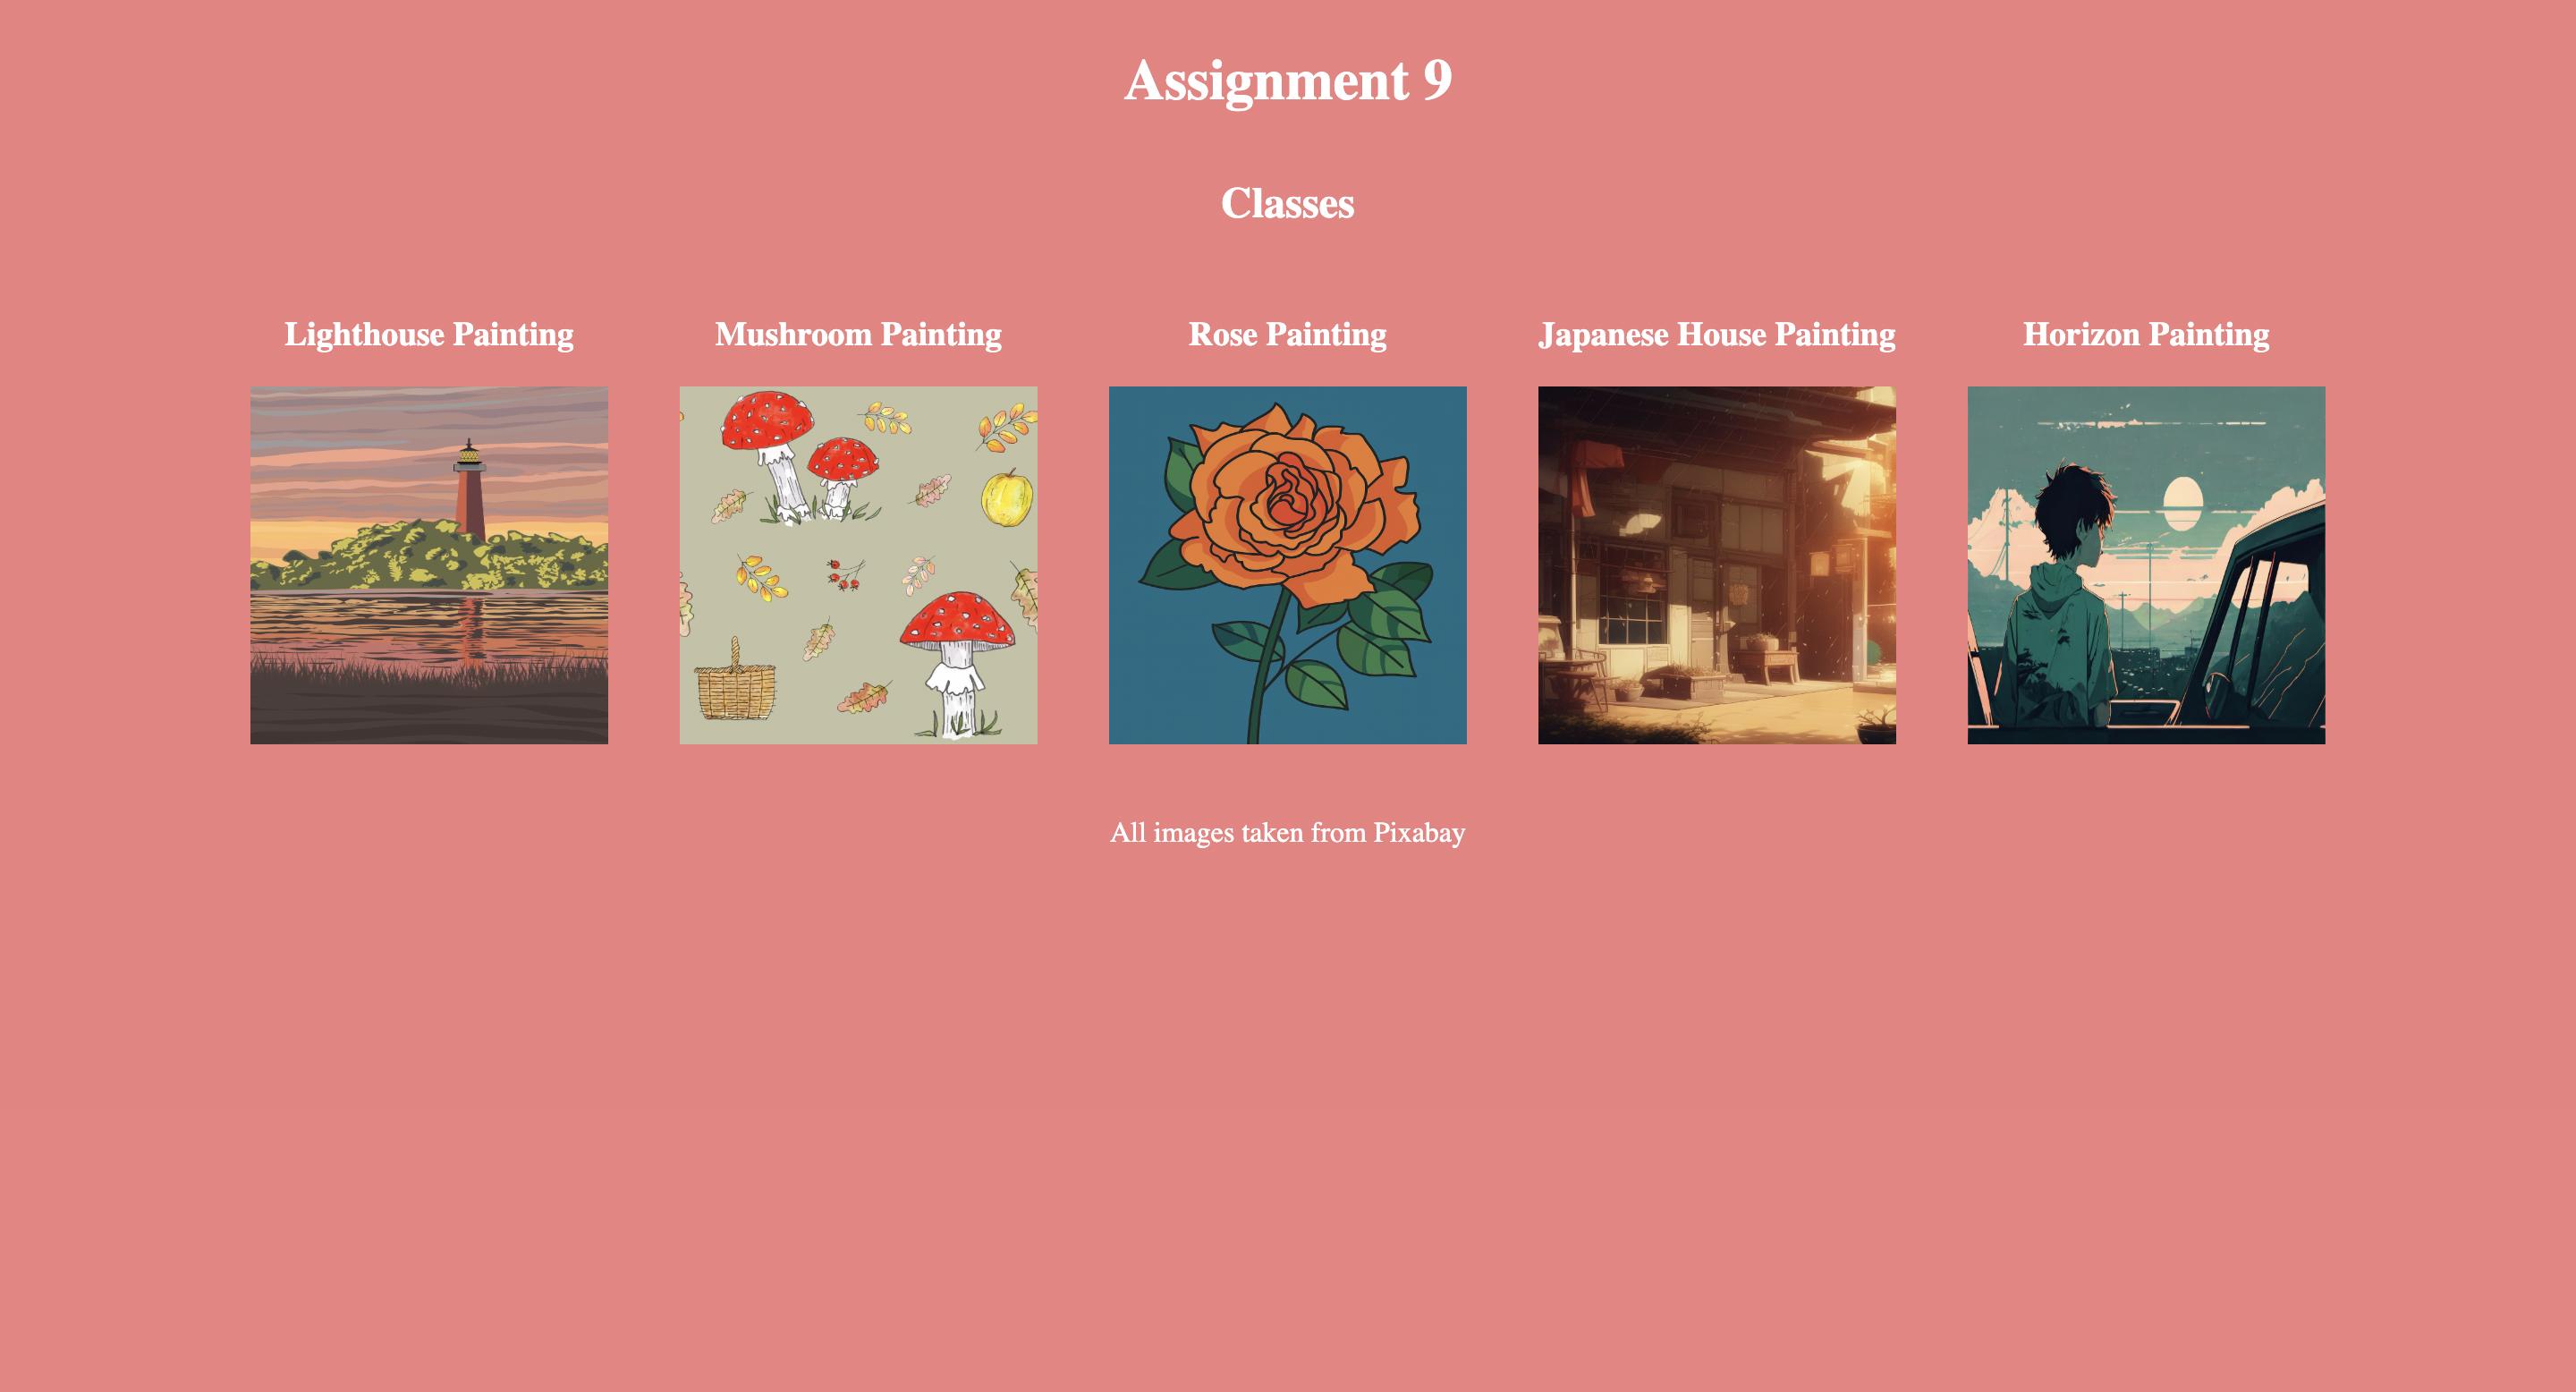 Assignment 9
Classes
Lighthouse Painting
Mushroom Painting
Rose Painting
Japanese House Painting
Horizon Painting
All images taken from Pixabay